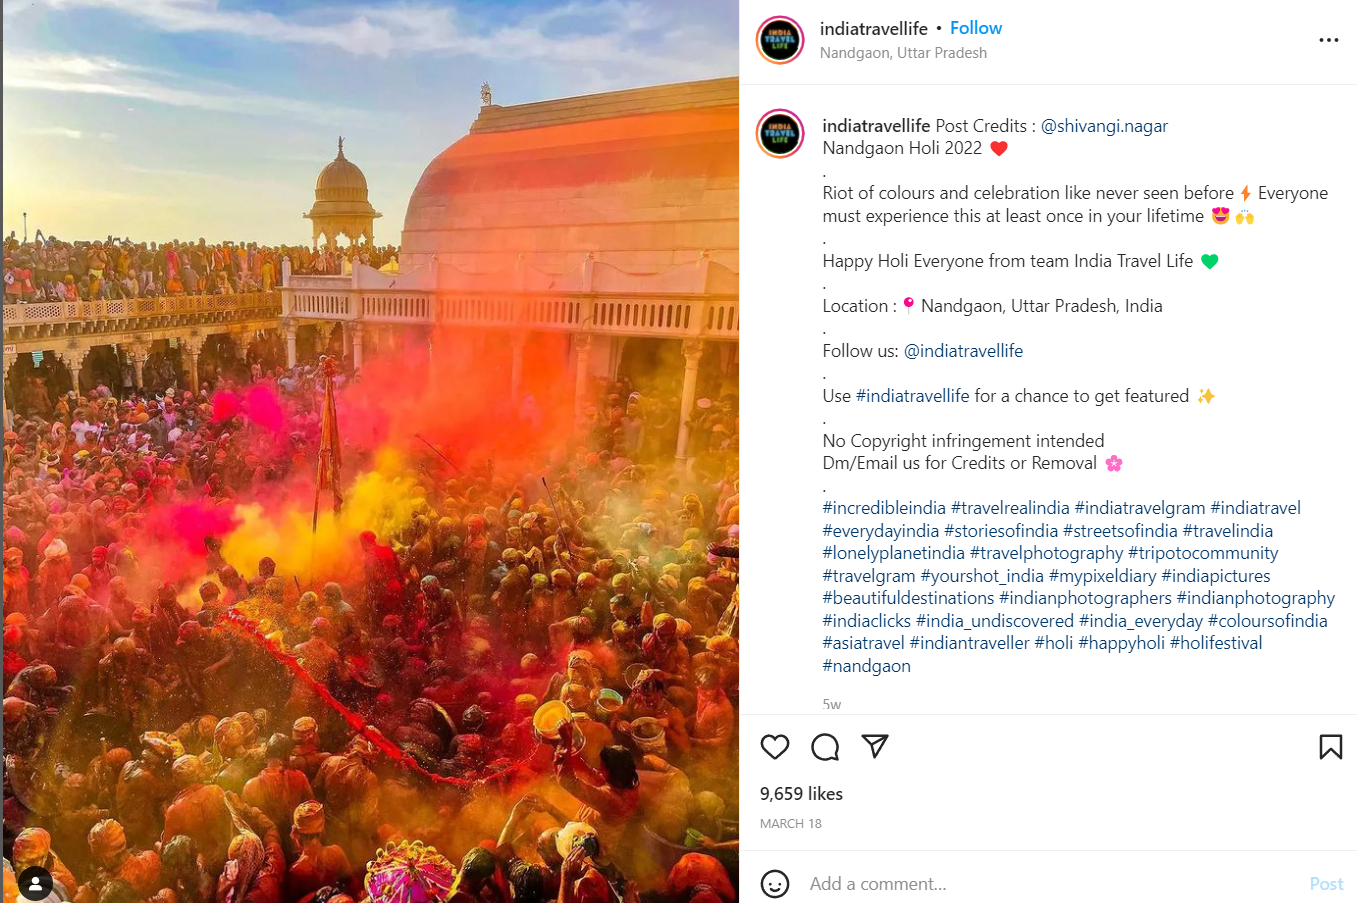 indiatravellife • Follow
Nandgaon, Uttar Pradesh
INDIA
TRAVEL
LIFE
INDIA
TRAVEL
LIFE
indiatravellife Post Credits : @shivangi.nagar
Nandgaon Holi 2022 ❤️
.
Riot of colours and celebration like never seen before ⚡ Everyone
must experience this at least once in your lifetime 😍 🙌
.
Happy Holi Everyone from team India Travel Life 💚
.
Location : 📍 Nandgaon, Uttar Pradesh, India
.
Follow us: @indiatravellife
.
Use #indiatravellife for a chance to get featured ✨
.
No Copyright infringement intended
Dm/Email us for Credits or Removal 🌸
.
#incredibleindia #travelrealindia #indiatravelgram #indiatravel
#everydayindia #storiesofindia #streetsofindia #travelindia
#lonelyplanetindia #travelphotography #tripotocommunity
#travelgram #yourshot_india #mypixeldiary #indiapictures
#beautifuldestinations #indianphotographers #indianphotography
#indiaclicks #india_undiscovered #india_everyday #coloursofindia
#asiatravel #indiantraveller #holi #happyholi #holifestival
#nandgaon
5w
9,659 likes
MARCH 18
Add a comment...
Post